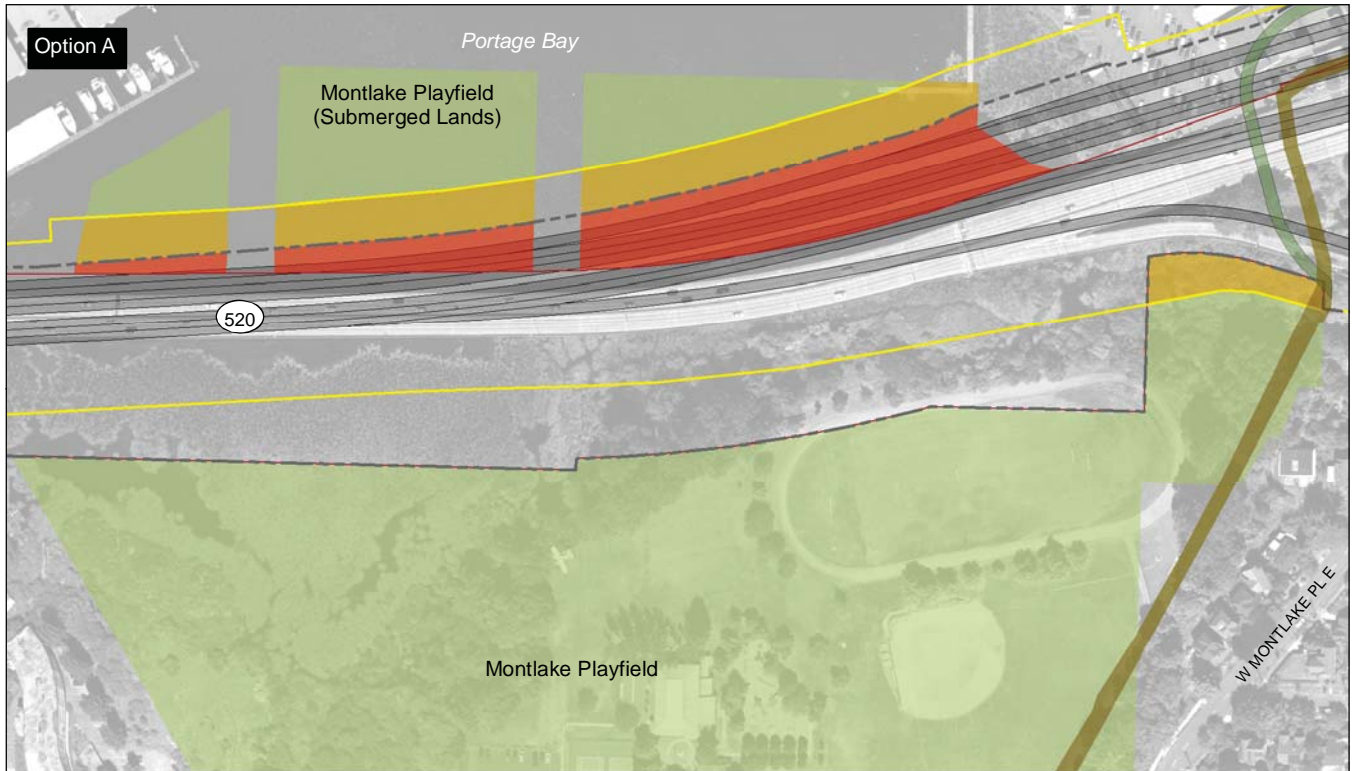 Option A
Portage Bay
Montlake Playfield
(Submerged Lands)
520
Montlake Playfield
W MONTLAKE PL E